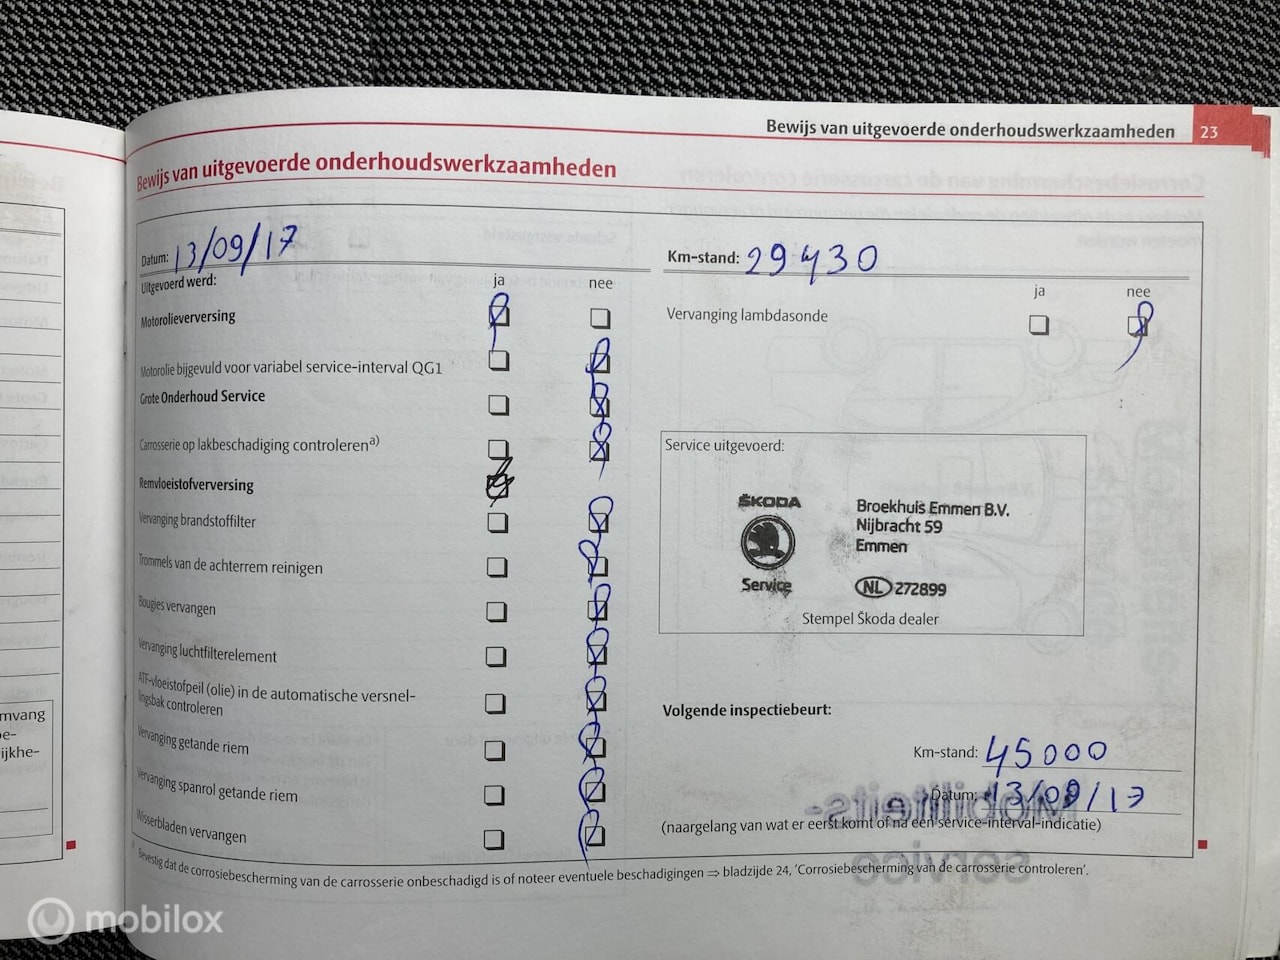 Bewijs van uitgevoerde onderhoudswerkzaamheden 23
Bewijs van uitgevoerde onderhoudswerkzaamheden
Datum: 13/09/17
Uitgevoerd werd:
ja nee
Motorolieverversing
Motorolie bijgevuld voor variabel service-interval QG1
Grote Onderhoud Service
Carrosserie op lakbeschadiging controleren a)
Remvloeistofverversing
Vervanging brandstoffilter
Trommels van de achterrem reinigen
Bougies vervangen
Vervanging luchtfilterelement
ATF-vloeistofpeil (olie) in de automatische versnel-
lingsbak controleren
Vervanging getande riem
Vervanging spanrol getande riem
Wisserbladen vervangen
Km-stand: 29430
ja nee
Vervanging lambdasonde
Service uitgevoerd:
ŠKODA
Service
Broekhuis Emmen B.V.
Nijbracht 59
Emmen
NL 272899
Stempel Škoda dealer
Volgende inspectiebeurt:
Km-stand: 45000
Datum:
(naargelang van wat er eerst komt of na een service-interval-indicatie)
a) Bevestig dat de corrosiebescherming van de carrosserie onbeschadigd is of noteer eventuele beschadigingen ⇒ bladzijde 24, 'Corrosiebescherming van de carrosserie controleren'.
mvang
oe-
ijkhe-
mobilox